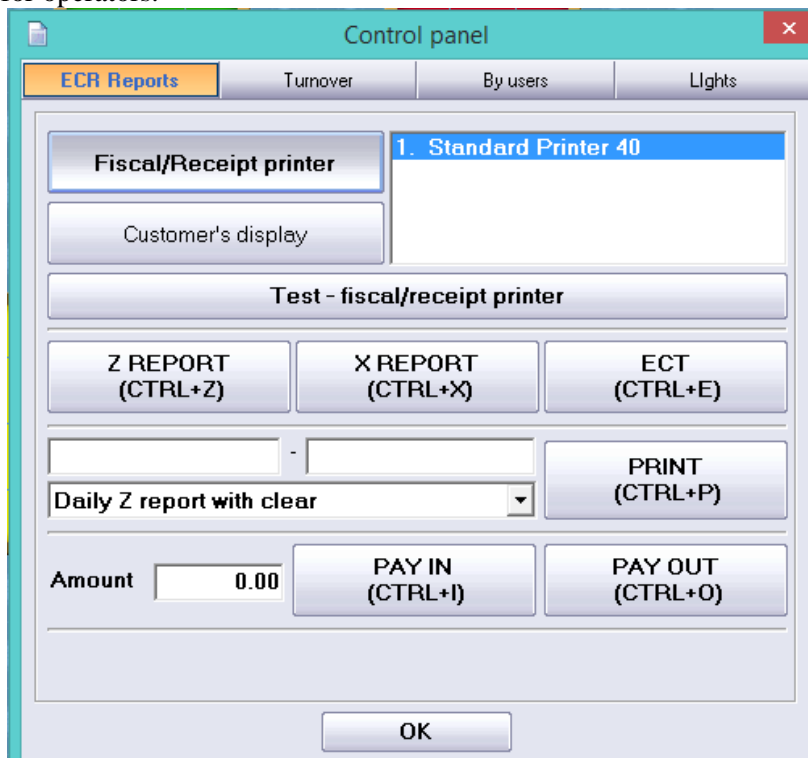 for operators.
Control panel
ECR Reports Turnover By users LIghts
Fiscal/Receipt printer
1. Standard Printer 40
Customer's display
Test - fiscal/receipt printer
Z REPORT
(CTRL+Z)
X REPORT
(CTRL+X)
ECT
(CTRL+E)
-
Daily Z report with clear
PRINT
(CTRL+P)
Amount 0.00
PAY IN
(CTRL+I)
PAY OUT
(CTRL+O)
OK